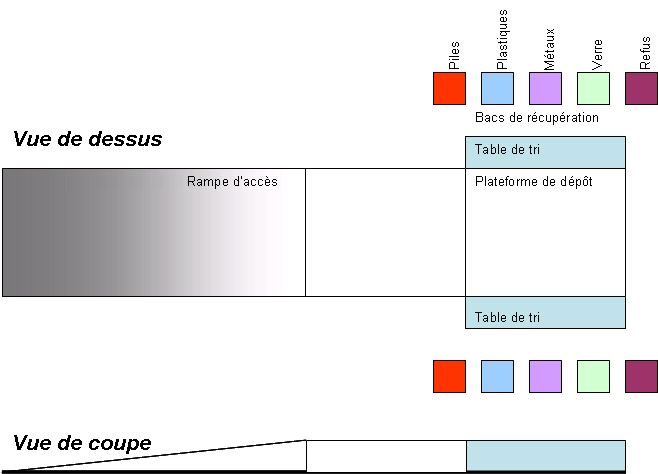 Piles
Plastiques
Métaux
Verre
Refus
Bacs de récupération
Vue de dessus
Table de tri
Rampe d'accès
Plateforme de dépôt
Table de tri
Vue de coupe